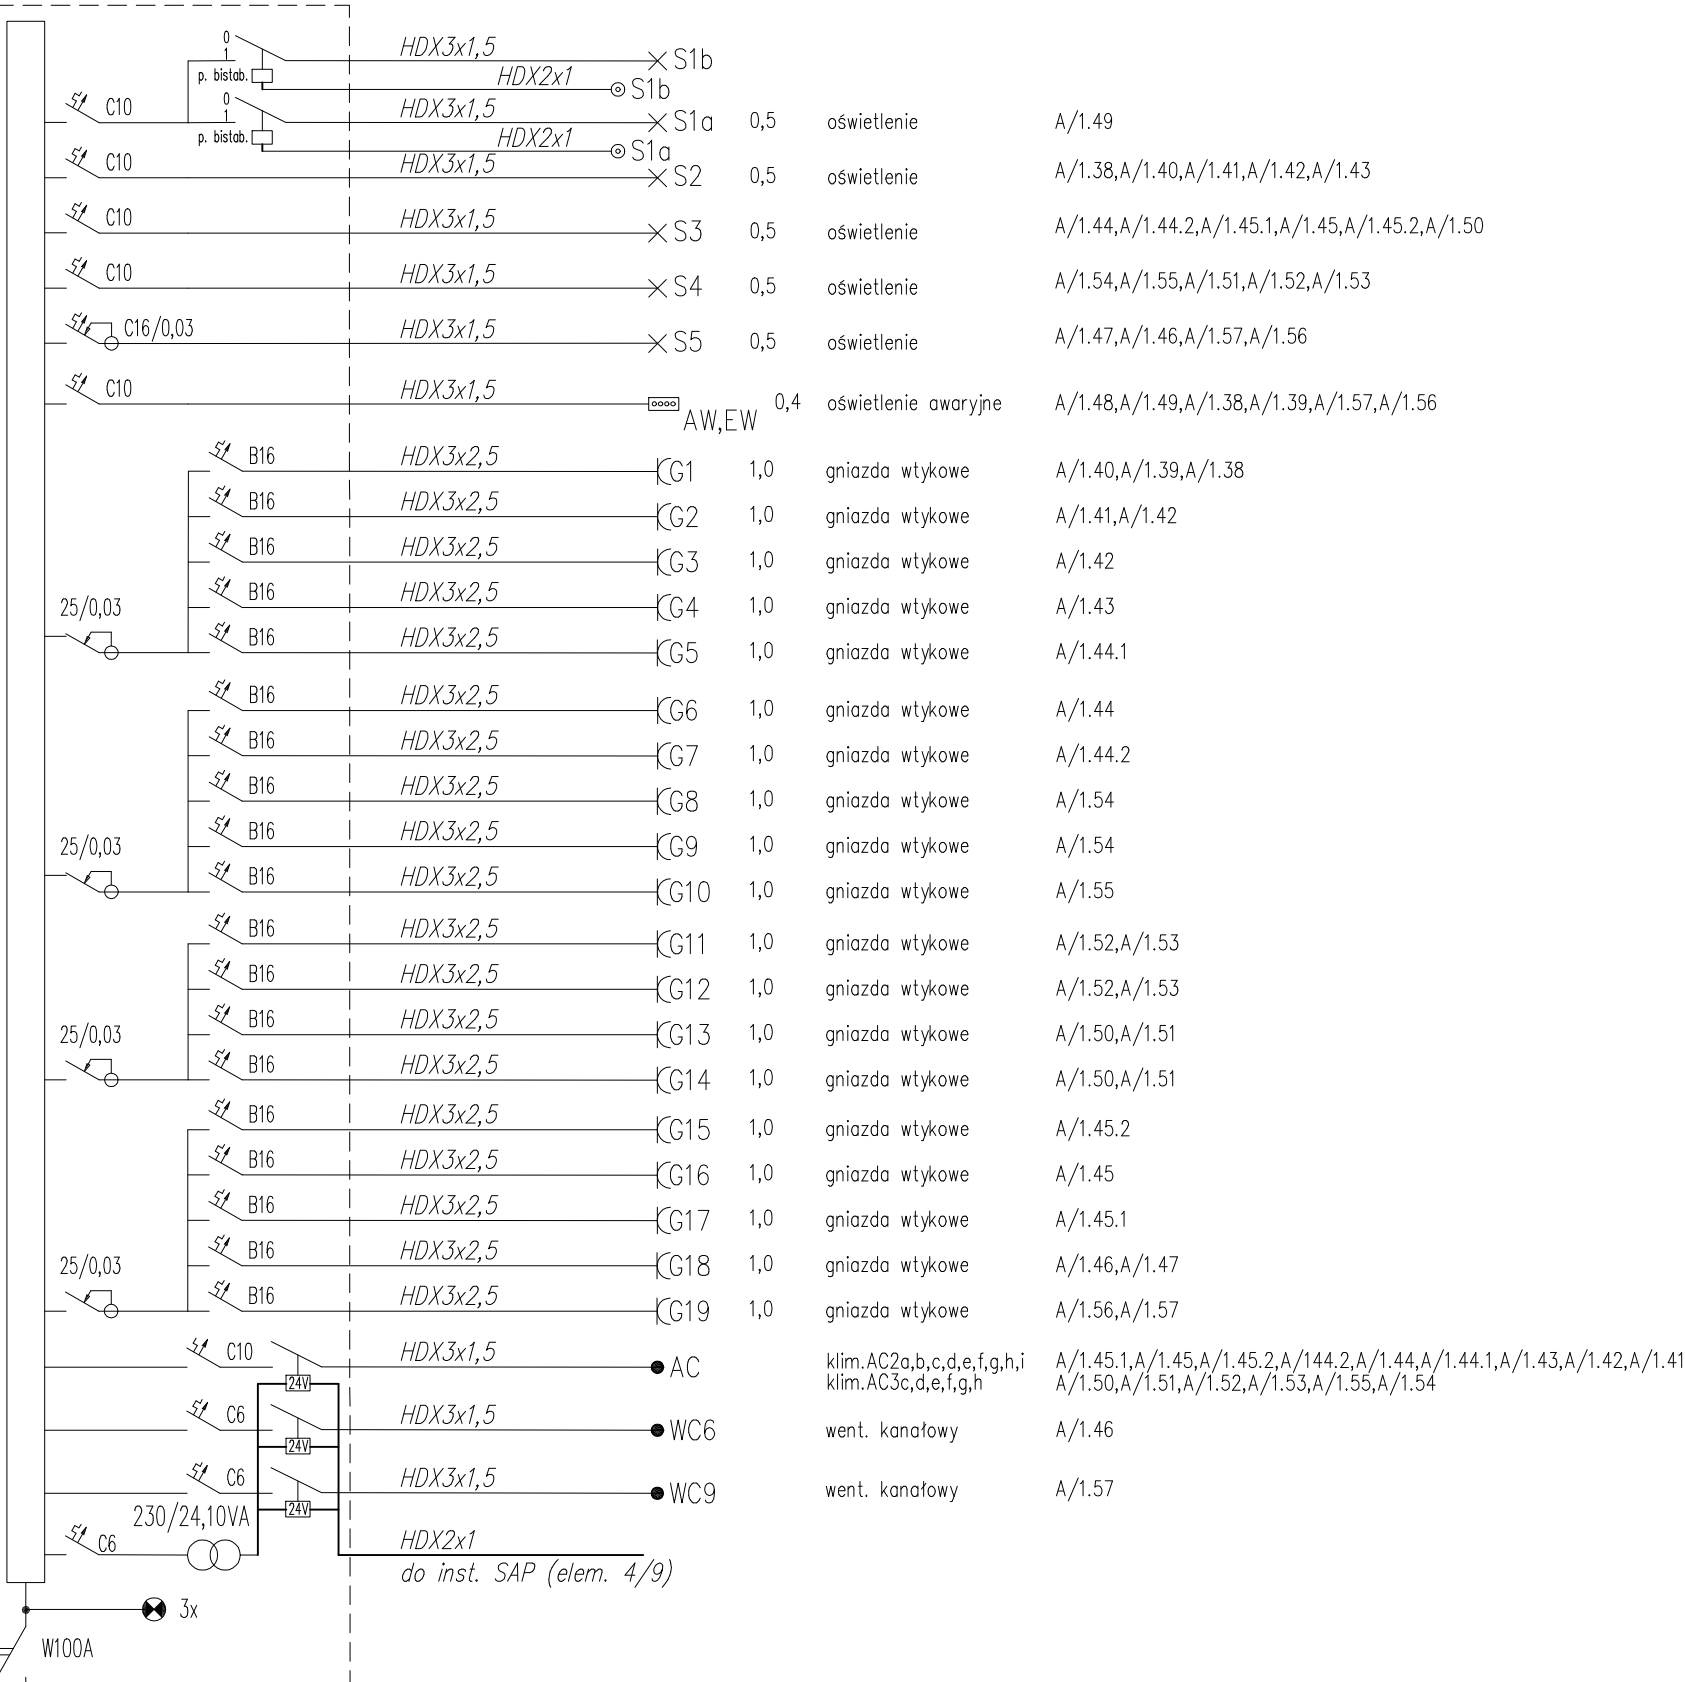 0
1
p. bistab.
HDX3x1,5
S1b
HDX2x1
S1b
C10
0
1
p. bistab.
HDX3x1,5
S1a 0,5 oświetlenie A/1.49
HDX2x1
S1a
C10 HDX3x1,5 S2 0,5 oświetlenie A/1.38,A/1.40,A/1.41,A/1.42,A/1.43
C10 HDX3x1,5 S3 0,5 oświetlenie A/1.44,A/1.44.2,A/1.45.1,A/1.45,A/1.45.2,A/1.50
C10 HDX3x1,5 S4 0,5 oświetlenie A/1.54,A/1.55,A/1.51,A/1.52,A/1.53
C16/0,03 HDX3x1,5 S5 0,5 oświetlenie A/1.47,A/1.46,A/1.57,A/1.56
C10 HDX3x1,5 AW,EW 0,4 oświetlenie awaryjne A/1.48,A/1.49,A/1.38,A/1.39,A/1.57,A/1.56
B16 HDX3x2,5 G1 1,0 gniazda wtykowe A/1.40,A/1.39,A/1.38
B16 HDX3x2,5 G2 1,0 gniazda wtykowe A/1.41,A/1.42
B16 HDX3x2,5 G3 1,0 gniazda wtykowe A/1.42
25/0,03 B16 HDX3x2,5 G4 1,0 gniazda wtykowe A/1.43
B16 HDX3x2,5 G5 1,0 gniazda wtykowe A/1.44.1
B16 HDX3x2,5 G6 1,0 gniazda wtykowe A/1.44
B16 HDX3x2,5 G7 1,0 gniazda wtykowe A/1.44.2
B16 HDX3x2,5 G8 1,0 gniazda wtykowe A/1.54
25/0,03 B16 HDX3x2,5 G9 1,0 gniazda wtykowe A/1.54
B16 HDX3x2,5 G10 1,0 gniazda wtykowe A/1.55
B16 HDX3x2,5 G11 1,0 gniazda wtykowe A/1.52,A/1.53
B16 HDX3x2,5 G12 1,0 gniazda wtykowe A/1.52,A/1.53
25/0,03 B16 HDX3x2,5 G13 1,0 gniazda wtykowe A/1.50,A/1.51
B16 HDX3x2,5 G14 1,0 gniazda wtykowe A/1.50,A/1.51
B16 HDX3x2,5 G15 1,0 gniazda wtykowe A/1.45.2
B16 HDX3x2,5 G16 1,0 gniazda wtykowe A/1.45
B16 HDX3x2,5 G17 1,0 gniazda wtykowe A/1.45.1
25/0,03 B16 HDX3x2,5 G18 1,0 gniazda wtykowe A/1.46,A/1.47
B16 HDX3x2,5 G19 1,0 gniazda wtykowe A/1.56,A/1.57
C10 HDX3x1,5 AC klim.AC2a,b,c,d,e,f,g,h,i A/1.45.1,A/1.45,A/1.45.2,A/144.2,A/1.44,A/1.44.1,A/1.43,A/1.42,A/1.41
24V klim.AC3c,d,e,f,g,h A/1.50,A/1.51,A/1.52,A/1.53,A/1.55,A/1.54
C6 HDX3x1,5 WC6 went. kanałowy A/1.46
24V
C6 HDX3x1,5 WC9 went. kanałowy A/1.57
24V
230/24,10VA
C6 HDX2x1
do inst. SAP (elem. 4/9)
3x
W100A